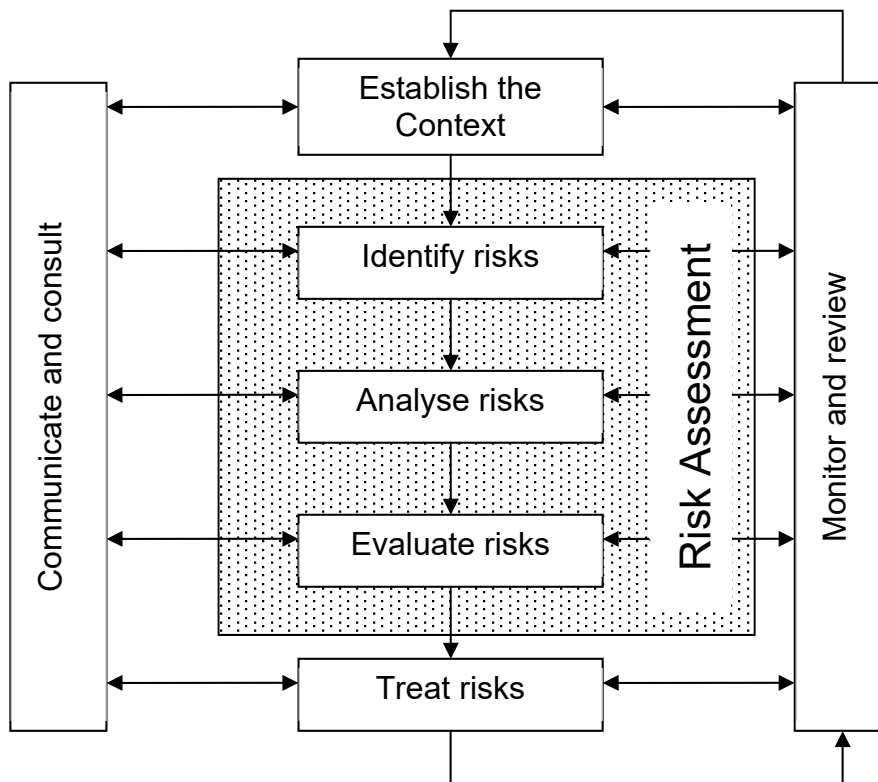 Establish the
Context
Communicate and consult
Identify risks
Analyse risks
Evaluate risks
Risk Assessment
Monitor and review
Treat risks